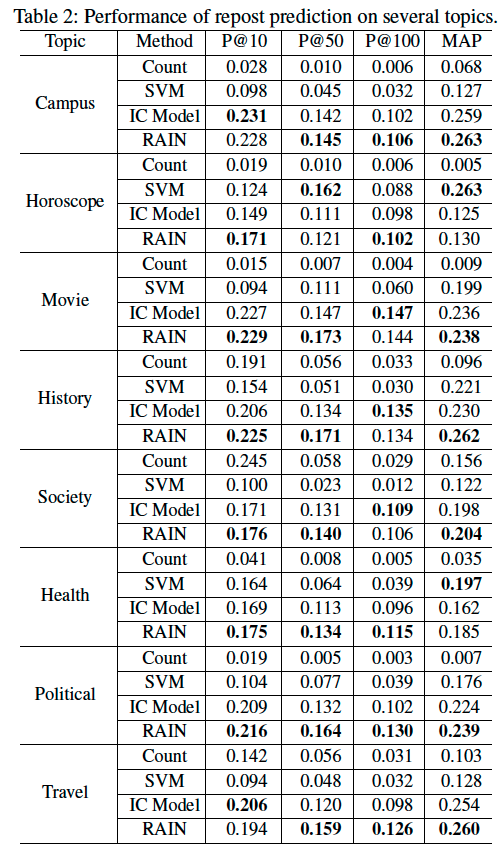 Table 2: Performance of repost prediction on several topics.
Topic Method P@10 P@50 P@100 MAP
Campus
Count 0.028 0.010 0.006 0.068
SVM 0.098 0.045 0.032 0.127
IC Model 0.231 0.142 0.102 0.259
RAIN 0.228 0.145 0.106 0.263
Horoscope
Count 0.019 0.010 0.006 0.005
SVM 0.124 0.162 0.088 0.263
IC Model 0.149 0.111 0.098 0.125
RAIN 0.171 0.121 0.102 0.130
Movie
Count 0.015 0.007 0.004 0.009
SVM 0.094 0.111 0.060 0.199
IC Model 0.227 0.147 0.147 0.236
RAIN 0.229 0.173 0.144 0.238
History
Count 0.191 0.056 0.033 0.096
SVM 0.154 0.051 0.030 0.221
IC Model 0.206 0.134 0.135 0.230
RAIN 0.225 0.171 0.134 0.262
Society
Count 0.245 0.058 0.029 0.156
SVM 0.100 0.023 0.012 0.122
IC Model 0.171 0.131 0.109 0.198
RAIN 0.176 0.140 0.106 0.204
Health
Count 0.041 0.008 0.005 0.035
SVM 0.164 0.064 0.039 0.197
IC Model 0.169 0.113 0.096 0.162
RAIN 0.175 0.134 0.115 0.185
Political
Count 0.019 0.005 0.003 0.007
SVM 0.104 0.077 0.039 0.176
IC Model 0.209 0.132 0.102 0.224
RAIN 0.216 0.164 0.130 0.239
Travel
Count 0.142 0.056 0.031 0.103
SVM 0.094 0.048 0.032 0.128
IC Model 0.206 0.120 0.098 0.254
RAIN 0.194 0.159 0.126 0.260